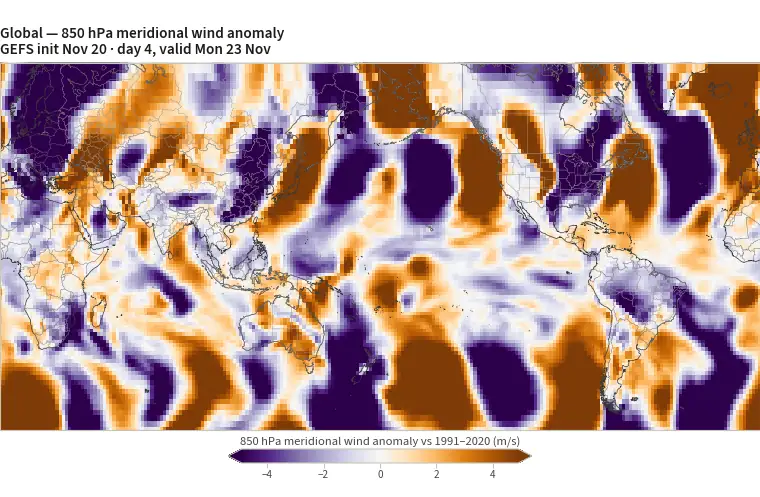 Global — 850 hPa meridional wind anomaly
GEFS init Nov 20 · day 4, valid Mon 23 Nov
850 hPa meridional wind anomaly vs 1991–2020 (m/s)
−4 −2 0 2 4